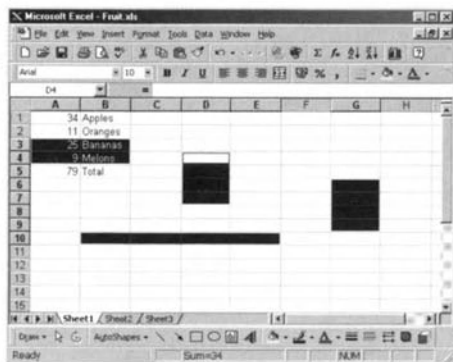 Microsoft Excel - Fruit.xls
File Edit View Insert Format Tools Data Window Help
Arial 10 B I U % ,
D4 =
A B C D E F G H
1 34 Apples
2 11 Oranges
3 25 Bananas
4 9 Melons
5 79 Total
6
7
8
9
10
11
12
13
14
15
Sheet1 Sheet2 Sheet3
Draw AutoShapes
Ready Sum=34 NUM